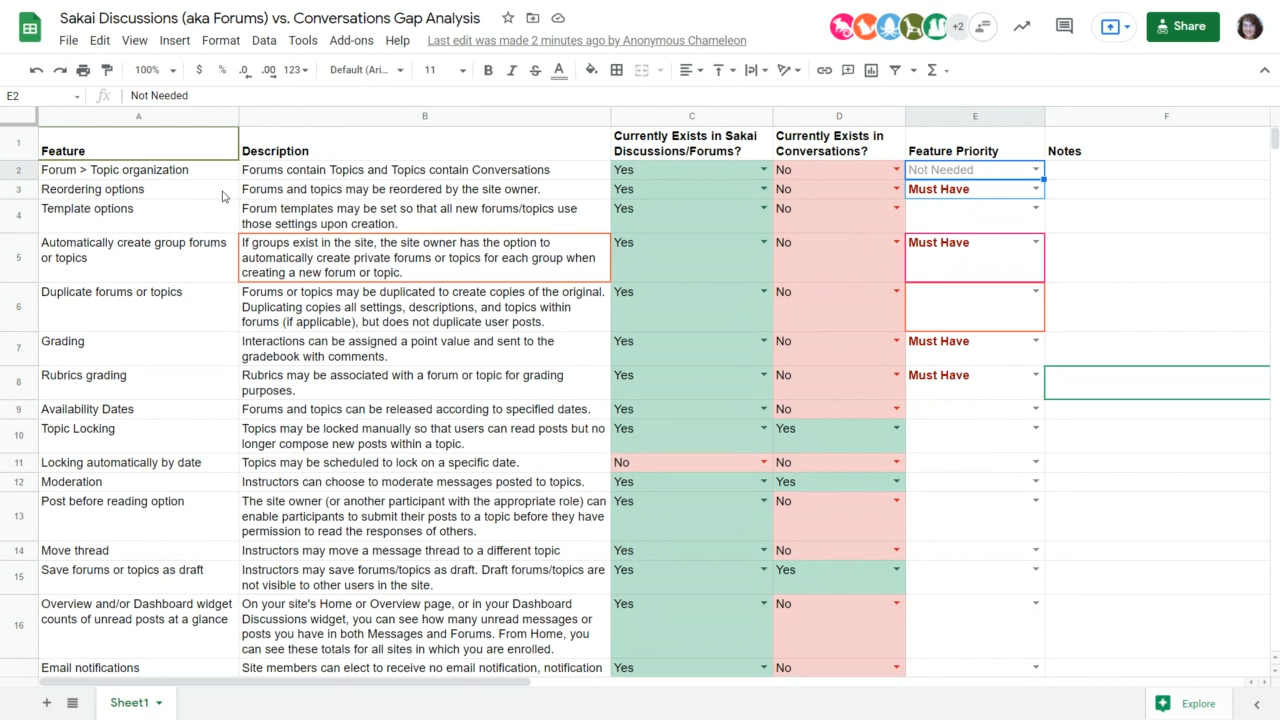 Sakai Discussions (aka Forums) vs. Conversations Gap Analysis
+2
Share
File Edit Insert Format Data Tools Add-ons Help Last edit was made 2 minutes ago by Anonymous Chameleon
100% $ % .0 .00 123 Default (Ari... 11 B I S A Σ
E2 fx Not Needed
A B C D E F
1 Feature Description Currently Exists in Sakai Currently Exists in Feature Priority Notes
Discussions/Forums? Conversations?
2 Forum > Topic organization Forums contain Topics and Topics contain Conversations Yes No Not Needed
3 Reordering options Forums and topics may be reordered by the site owner. Yes No Must Have
4 Template options Forum templates may be set so that all new forums/topics use Yes No
those settings upon creation.
5 Automatically create group forums If groups exist in the site, the site owner has the option to Yes No Must Have
or topics automatically create private forums or topics for each group when
creating a new forum or topic.
6 Duplicate forums or topics Forums or topics may be duplicated to create copies of the original. Yes No
Duplicating copies all settings, descriptions, and topics within
forums (if applicable), but does not duplicate user posts.
7 Grading Interactions can be assigned a point value and sent to the Yes No Must Have
gradebook with comments.
8 Rubrics grading Rubrics may be associated with a forum or topic for grading Yes No Must Have
purposes.
9 Availability Dates Forums and topics can be released according to specified dates. Yes No
10 Topic Locking Topics may be locked manually so that users can read posts but no Yes Yes
longer compose new posts within a topic.
11 Locking automatically by date Topics may be scheduled to lock on a specific date. No No
12 Moderation Instructors can choose to moderate messages posted to topics. Yes Yes
13 Post before reading option The site owner (or another participant with the appropriate role) can Yes No
enable participants to submit their posts to a topic before they have
permission to read the responses of others.
14 Move thread Instructors may move a message thread to a different topic Yes No
15 Save forums or topics as draft Instructors may save forums/topics as draft. Draft forums/topics are Yes Yes
not visible to other users in the site.
16 Overview and/or Dashboard widget On your site's Home or Overview page, or in your Dashboard Yes No
counts of unread posts at a glance Discussions widget, you can see how many unread messages or
posts you have in both Messages and Forums. From Home, you
can see these totals for all sites in which you are enrolled.
Email notifications Site members can elect to receive no email notification, notification Yes No
Sheet1 Explore